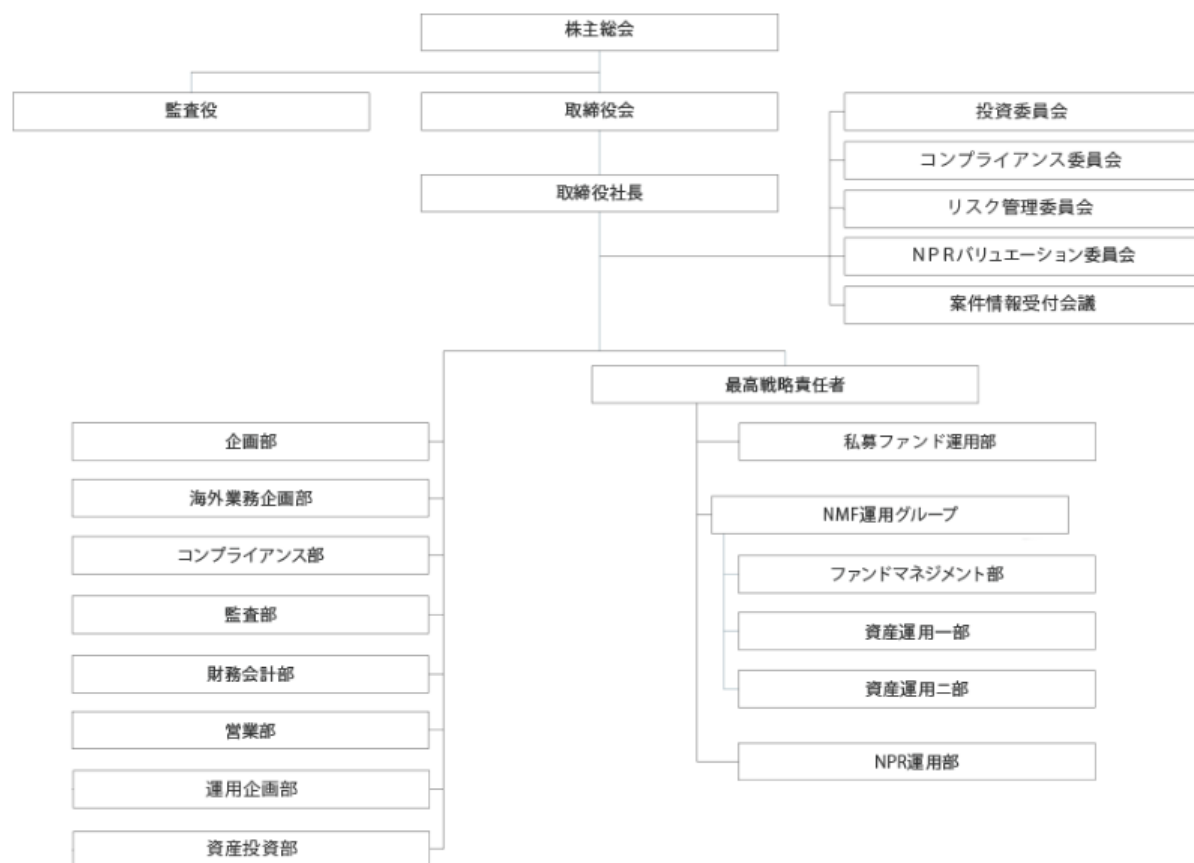 株主総会
監査役
取締役会
取締役社長
投資委員会
コンプライアンス委員会
リスク管理委員会
NPRバリュエーション委員会
案件情報受付会議
最高戦略責任者
企画部
海外業務企画部
コンプライアンス部
監査部
財務会計部
営業部
運用企画部
資産投資部
私募ファンド運用部
NMF運用グループ
ファンドマネジメント部
資産運用一部
資産運用二部
NPR運用部